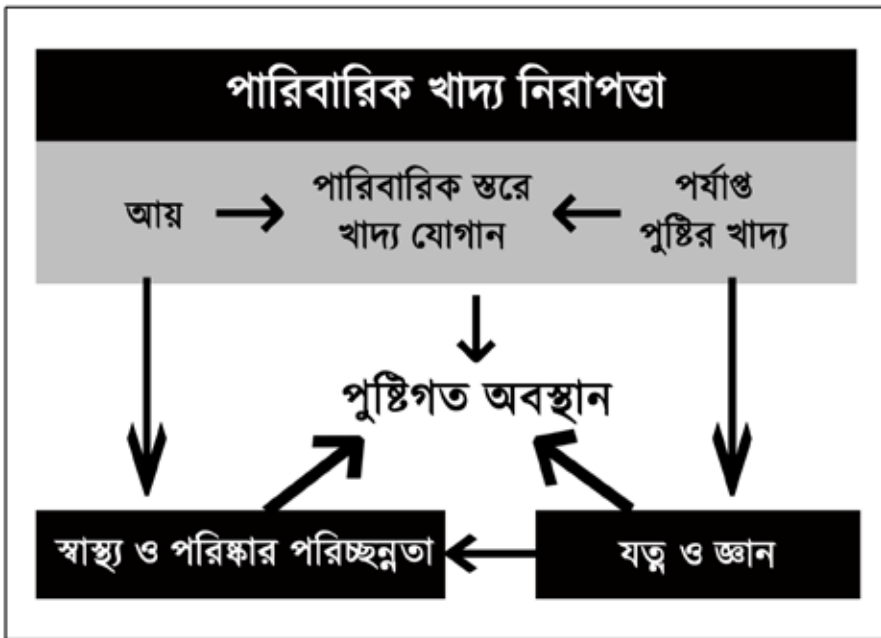 পারিবারিক খাদ্য নিরাপত্তা
আয়
পারিবারিক স্তরে
খাদ্য যোগান
পর্যাপ্ত
পুষ্টির খাদ্য
পুষ্টিগত অবস্থান
স্বাস্থ্য ও পরিষ্কার পরিচ্ছন্নতা
যত্ন ও জ্ঞান